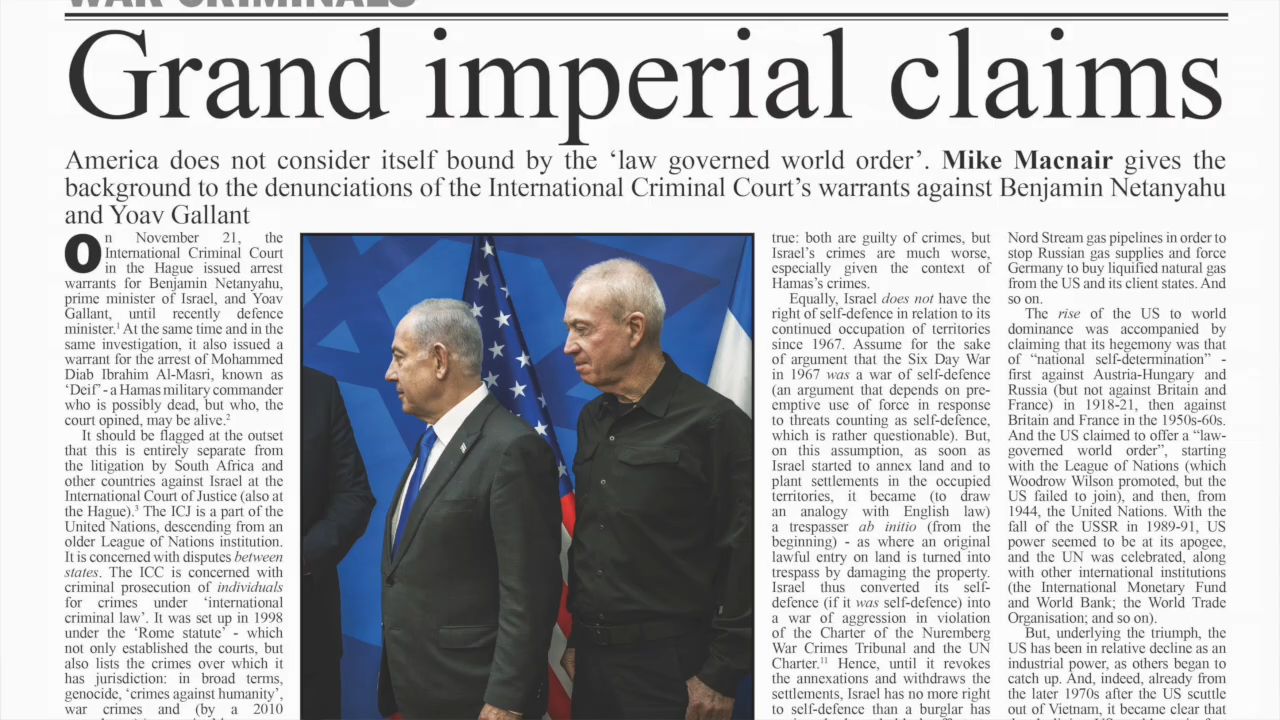 WAR CRIMINALS
Grand imperial claims
America does not consider itself bound by the ‘law governed world order’. Mike Macnair gives the
background to the denunciations of the International Criminal Court’s warrants against Benjamin Netanyahu
and Yoav Gallant
On November 21, the
International Criminal Court
in the Hague issued arrest
warrants for Benjamin Netanyahu,
prime minister of Israel, and Yoav
Gallant, until recently defence
minister.¹ At the same time and in the
same investigation, it also issued a
warrant for the arrest of Mohammed
Diab Ibrahim Al-Masri, known as
‘Deif’ - a Hamas military commander
who is possibly dead, but who, the
court opined, may be alive.²
It should be flagged at the outset
that this is entirely separate from
the litigation by South Africa and
other countries against Israel at the
International Court of Justice (also at
the Hague).³ The ICJ is a part of the
United Nations, descending from an
older League of Nations institution.
It is concerned with disputes between
states. The ICC is concerned with
criminal prosecution of individuals
for crimes under ‘international
criminal law’. It was set up in 1998
under the ‘Rome statute’ - which
not only established the courts, but
also lists the crimes over which it
has jurisdiction: in broad terms,
genocide, ‘crimes against humanity’,
war crimes and (by a 2010
true: both are guilty of crimes, but
Israel’s crimes are much worse,
especially given the context of
Hamas’s crimes.
Equally, Israel does not have the
right of self-defence in relation to its
continued occupation of territories
since 1967. Assume for the sake
of argument that the Six Day War
in 1967 was a war of self-defence
(an argument that depends on pre-
emptive use of force in response
to threats counting as self-defence,
which is rather questionable). But,
on this assumption, as soon as
Israel started to annex land and to
plant settlements in the occupied
territories, it became (to draw
an analogy with English law)
a trespasser ab initio (from the
beginning) - as where an original
lawful entry on land is turned into
trespass by damaging the property.
Israel thus converted its self-
defence (if it was self-defence) into
a war of aggression in violation
of the Charter of the Nuremberg
War Crimes Tribunal and the UN
Charter.¹¹ Hence, until it revokes
the annexations and withdraws the
settlements, Israel has no more right
to self-defence than a burglar has
Nord Stream gas pipelines in order to
stop Russian gas supplies and force
Germany to buy liquified natural gas
from the US and its client states. And
so on.
The rise of the US to world
dominance was accompanied by
claiming that its hegemony was that
of “national self-determination” -
first against Austria-Hungary and
Russia (but not against Britain and
France) in 1918-21, then against
Britain and France in the 1950s-60s.
And the US claimed to offer a “law-
governed world order”, starting
with the League of Nations (which
Woodrow Wilson promoted, but the
US failed to join), and then, from
1944, the United Nations. With the
fall of the USSR in 1989-91, US
power seemed to be at its apogee,
and the UN was celebrated, along
with other international institutions
(the International Monetary Fund
and World Bank; the World Trade
Organisation; and so on).
But, underlying the triumph, the
US has been in relative decline as an
industrial power, as others began to
catch up. And, indeed, already from
the later 1970s after the US scuttle
out of Vietnam, it became clear that